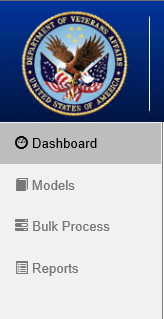 DEPARTMENT OF VETERANS AFFAIRS
UNITED STATES OF AMERICA
Dashboard
Models
Bulk Process
Reports